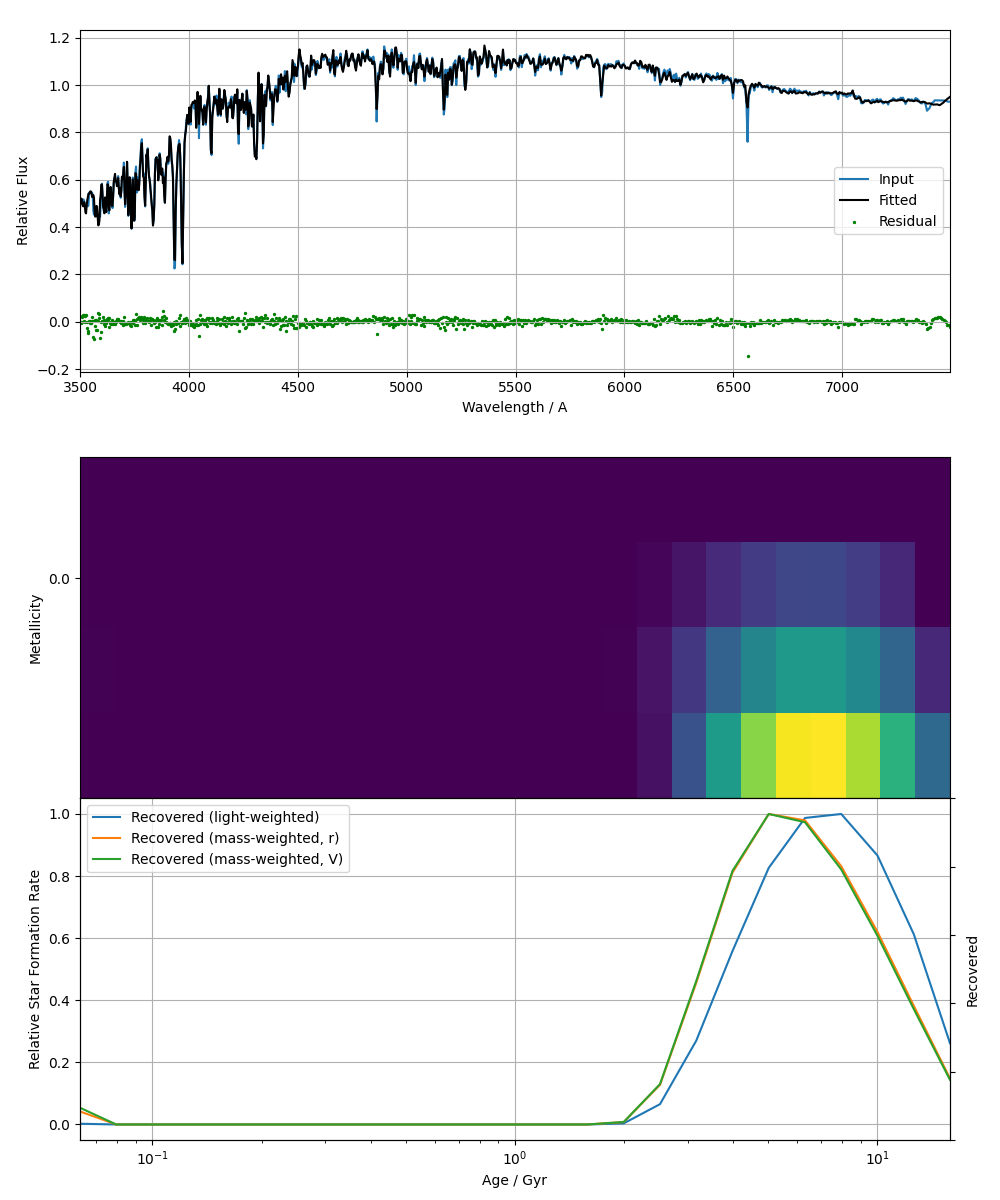 1.2
1.0
0.8
0.6
0.4
0.2
0.0
−0.2
Relative Flux
Input
Fitted
Residual
3500 4000 4500 5000 5500 6000 6500 7000
Wavelength / A
0.0
Metallicity
1.0
0.8
0.6
0.4
0.2
0.0
Relative Star Formation Rate
Recovered (light-weighted)
Recovered (mass-weighted, r)
Recovered (mass-weighted, V)
Recovered
10⁻¹ 10⁰ 10¹
Age / Gyr